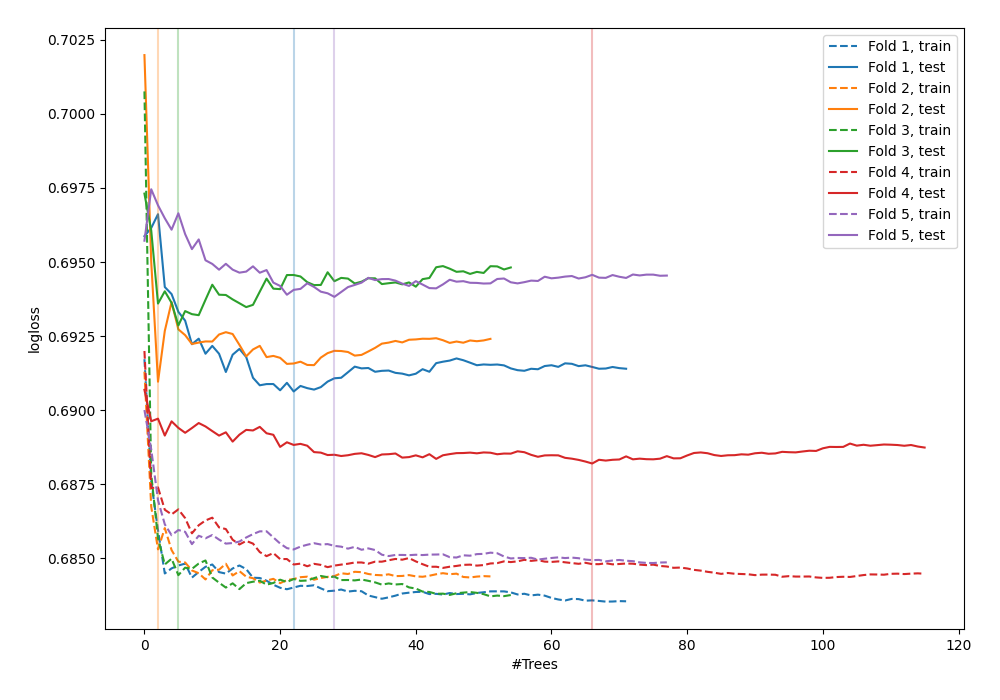 0.7025
0.7000
0.6975
0.6950
0.6925
0.6900
0.6875
0.6850
logloss
0
20
40
60
80
100
120
#Trees
Fold 1, train
Fold 1, test
Fold 2, train
Fold 2, test
Fold 3, train
Fold 3, test
Fold 4, train
Fold 4, test
Fold 5, train
Fold 5, test